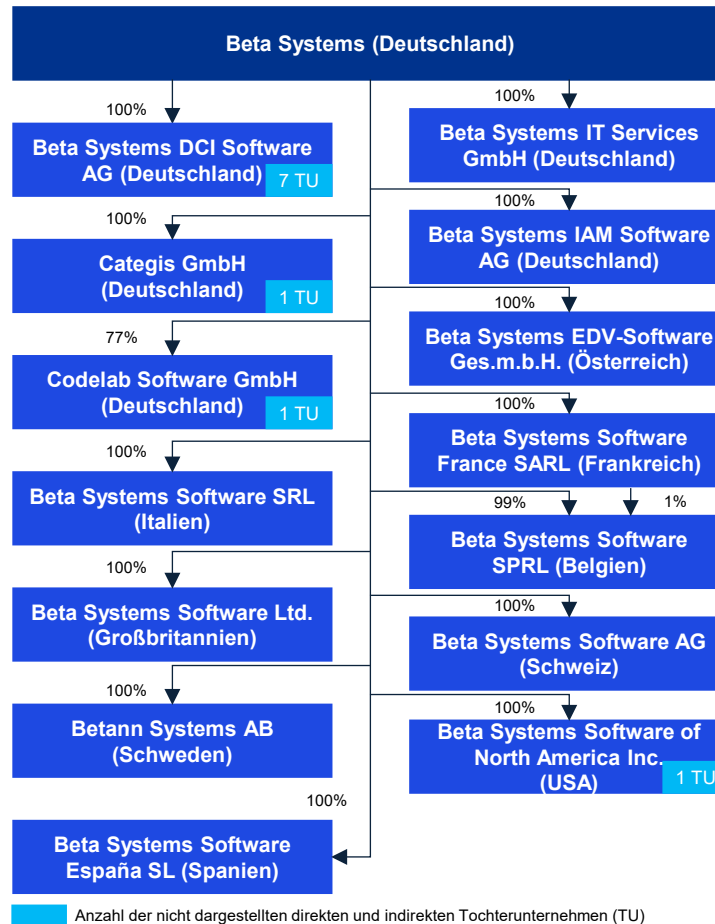 Beta Systems (Deutschland)
100%
Beta Systems DCI Software
AG (Deutschland)
7 TU
100%
Beta Systems IT Services
GmbH (Deutschland)
100%
Categis GmbH
(Deutschland)
1 TU
100%
Beta Systems IAM Software
AG (Deutschland)
77%
Codelab Software GmbH
(Deutschland)
1 TU
100%
Beta Systems EDV-Software
Ges.m.b.H. (Österreich)
100%
Beta Systems Software SRL
(Italien)
100%
Beta Systems Software
France SARL (Frankreich)
99%
1%
Beta Systems Software
SPRL (Belgien)
100%
Beta Systems Software Ltd.
(Großbritannien)
100%
Beta Systems Software AG
(Schweiz)
100%
Betann Systems AB
(Schweden)
100%
Beta Systems Software of
North America Inc.
(USA)
1 TU
100%
Beta Systems Software
España SL (Spanien)
Anzahl der nicht dargestellten direkten und indirekten Tochterunternehmen (TU)